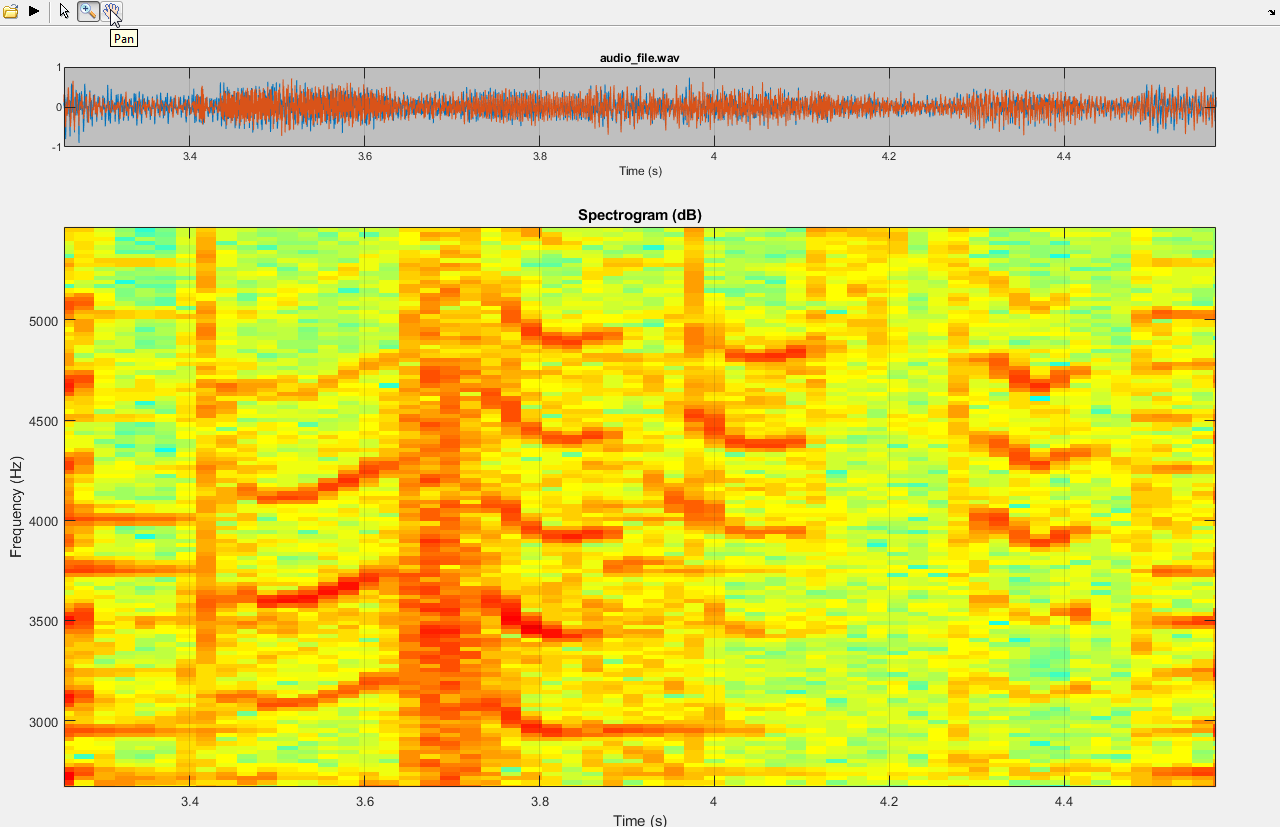 Pan
audio_file.wav
1
0
-1
3.4 3.6 3.8 4 4.2 4.4
Time (s)
Spectrogram (dB)
5000
4500
4000
3500
3000
Frequency (Hz)
3.4 3.6 3.8 4 4.2 4.4
Time (s)